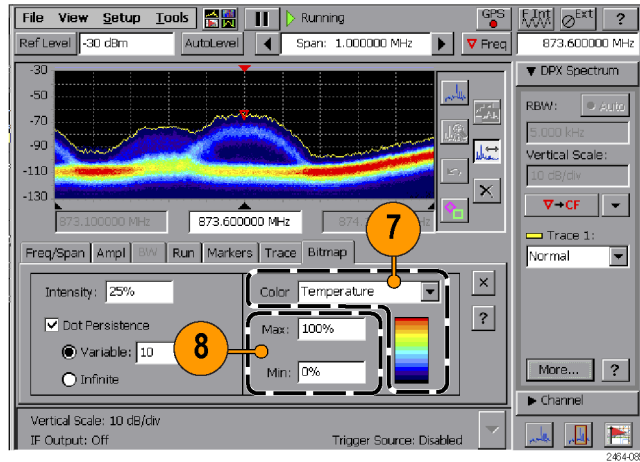 File View Setup Tools Running GPS F Int Ext ?
Ref Level -30 dBm AutoLevel Span: 1.000000 MHz Freq 873.600000 MHz
-30
-50
-70
-90
-110
-130
873.100000 MHz 873.600000 MHz 874.
DPX Spectrum
RBW: Auto
5.000 kHz
Vertical Scale:
10 dB/div
→CF
Trace 1:
Normal
More... ?
Channel
7
Freq/Span Ampl BW Run Markers Trace Bitmap
Intensity: 25% Color Temperature
Dot Persistence Max: 100%
Variable: 10 8
Infinite Min: 0%
?
Vertical Scale: 10 dB/div
IF Output: Off Trigger Source: Disabled
2464-08